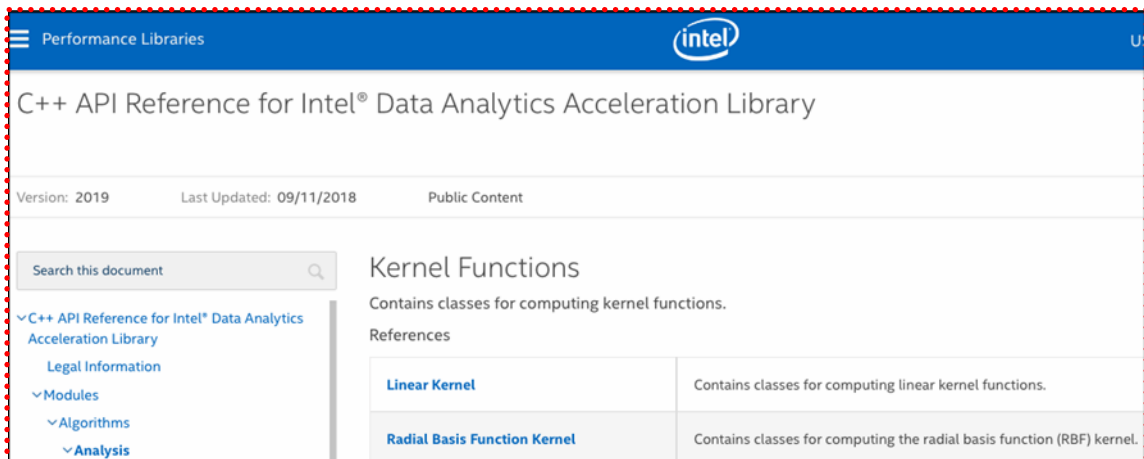 Performance Libraries
intel
US
C++ API Reference for Intel® Data Analytics Acceleration Library
Version: 2019 Last Updated: 09/11/2018 Public Content
Search this document
C++ API Reference for Intel® Data Analytics
Acceleration Library
Legal Information
Modules
Algorithms
Analysis
Kernel Functions
Contains classes for computing kernel functions.
References
Linear Kernel Contains classes for computing linear kernel functions.
Radial Basis Function Kernel Contains classes for computing the radial basis function (RBF) kernel.